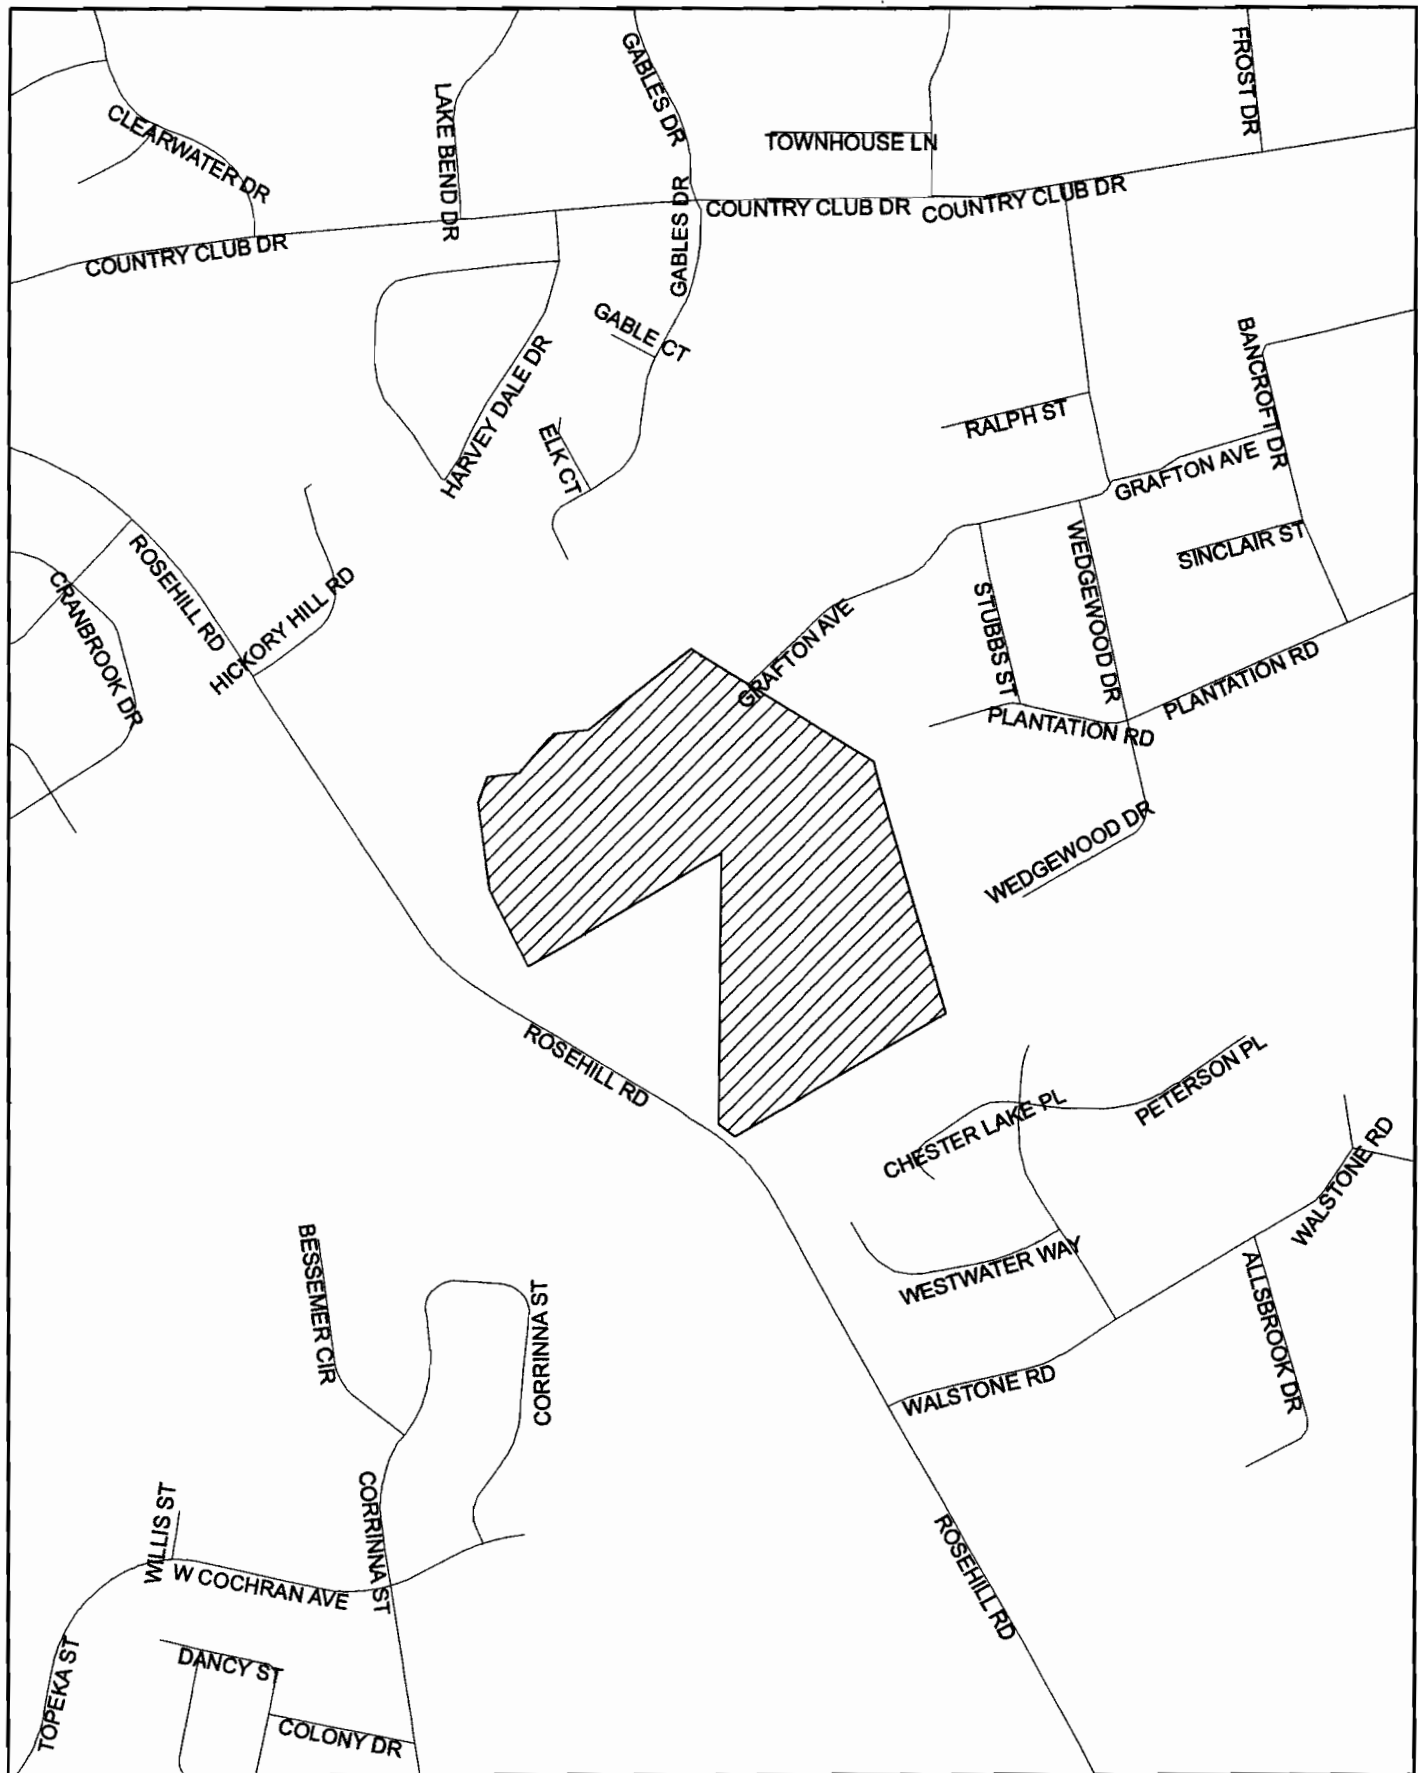 GABLES DR
FROST DR
LAKE BEND DR
CLEARWATER DR
TOWNHOUSE LN
COUNTRY CLUB DR
GABLES DR
COUNTRY CLUB DR
COUNTRY CLUB DR
GABLE CT
HARVEY DALE DR
BANCROFT DR
RALPH ST
ELK CT
GRAFTON AVE
SINCLAIR ST
WEDGEWOOD DR
ROSEHILL RD
CRANBROOK DR
HICKORY HILL RD
STUBBS ST
GRAFTON AVE
PLANTATION RD
PLANTATION RD
WEDGEWOOD DR
ROSEHILL RD
PETERSON PL
CHESTER LAKE PL
WALSTONE RD
WESTWATER WAY
BESSEMER CIR
CORRINNA ST
ALLSBROOK DR
WALSTONE RD
CORRINNA ST
WILLIS ST
W COCHRAN AVE
ROSEHILL RD
TOPEKA ST
DANCY ST
COLONY DR